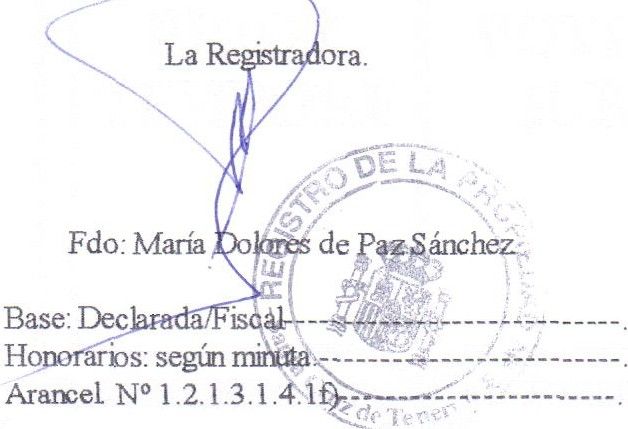 La Registradora.
REGISTRO DE LA
Fdo: María Dolores de Paz Sánchez
Base: Declarada/Fiscal---------------------------------.
Honorarios: según minuta.------------------------------.
Arancel. Nº 1.2.1.3.1.4.1f)----------------------------.
de Tener